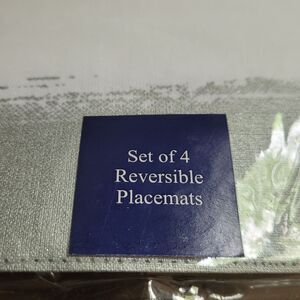 Set of 4
Reversible
Placemats